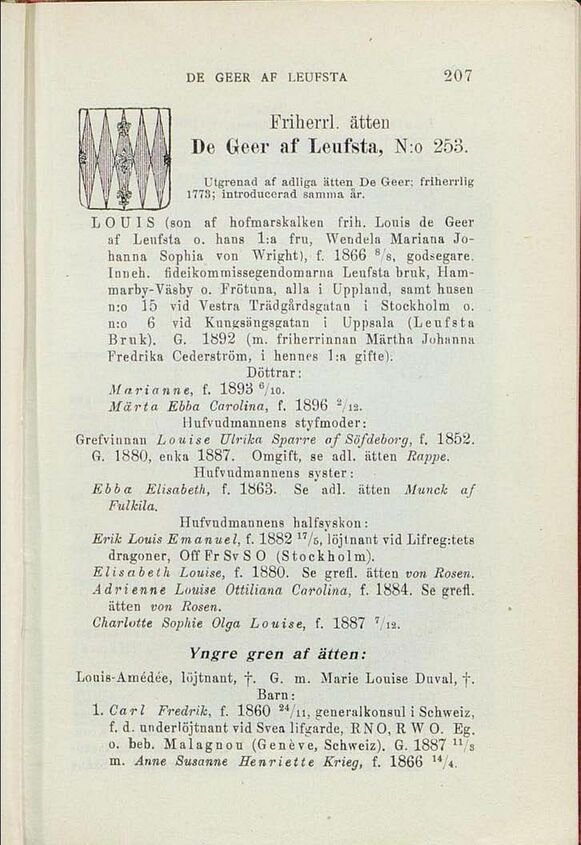 DE GEER AF LEUFSTA 207
Friherrl. ätten
De Geer af Leufsta, N:o 253.
Utgrenad af adliga ätten De Geer; friherrlig
1773; introducerad samma år.
LOUIS (son af hofmarskalken frih. Louis de Geer
af Leufsta o. hans 1:a fru, Wendela Mariana Jo-
hanna Sophia von Wright), f. 1866 8/8, godsegare.
Inneh. fideikommissegendomarna Leufsta bruk, Ham-
marby-Väsby o. Frötuna, alla i Uppland, samt husen
n:o 15 vid Vestra Trädgårdsgatan i Stockholm o.
n:o 6 vid Kungsängsgatan i Uppsala (Leufsta
Bruk). G. 1892 (m. friherrinnan Märtha Johanna
Fredrika Cederström, i hennes 1:a gifte).
Döttrar:
Marianne, f. 1893 6/10.
Märta Ebba Carolina, f. 1896 2/12.
Hufvudmannens styfmoder:
Grefvinnan Louise Ulrika Sparre af Söfdeborg, f. 1852.
G. 1880, enka 1887. Omgift, se adl. ätten Rappe.
Hufvudmannens syster:
Ebba Elisabeth, f. 1863. Se adl. ätten Munck af
Fulkila.
Hufvudmannens halfsyskon:
Erik Louis Emanuel, f. 1882 17/5, löjtnant vid Lifreg:tets
dragoner, Off Fr Sv S O (Stockholm).
Elisabeth Louise, f. 1880. Se grefl. ätten von Rosen.
Adrienne Louise Ottiliana Carolina, f. 1884. Se grefl.
ätten von Rosen.
Charlotte Sophie Olga Louise, f. 1887 7/12.
Yngre gren af ätten:
Louis-Amédée, löjtnant, †. G. m. Marie Louise Duval, †.
Barn:
1. Carl Fredrik, f. 1860 24/11, generalkonsul i Schweiz,
f. d. underlöjtnant vid Svea lifgarde, R N O, R W O. Eg.
o. beb. Malagnou (Genève, Schweiz). G. 1887 11/8
m. Anne Susanne Henriette Krieg, f. 1866 14/4.